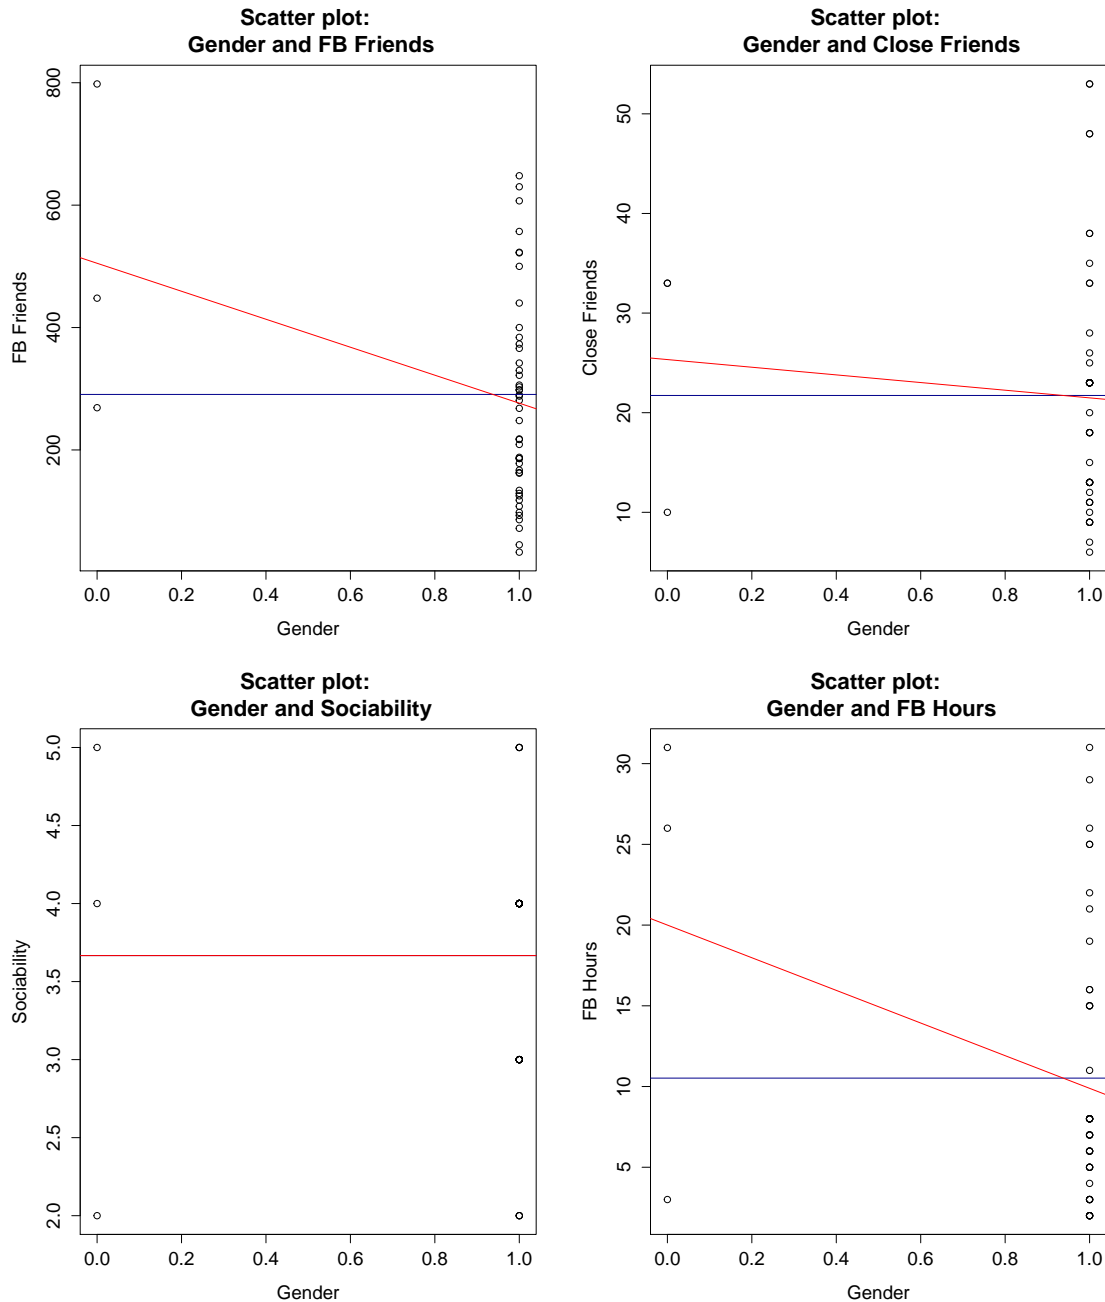 Scatter plot:
Gender and FB Friends
800
600
400
200
FB Friends
0.0 0.2 0.4 0.6 0.8 1.0
Gender
Scatter plot:
Gender and Close Friends
50
40
30
20
10
Close Friends
0.0 0.2 0.4 0.6 0.8 1.0
Gender
Scatter plot:
Gender and Sociability
5.0
4.5
4.0
3.5
3.0
2.5
2.0
Sociability
0.0 0.2 0.4 0.6 0.8 1.0
Gender
Scatter plot:
Gender and FB Hours
30
25
20
15
10
5
FB Hours
0.0 0.2 0.4 0.6 0.8 1.0
Gender